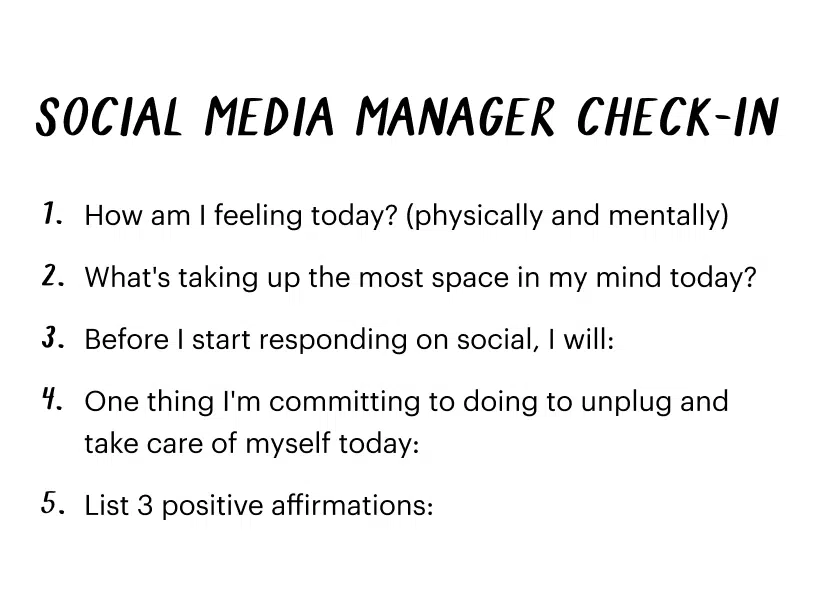 SOCIAL MEDIA MANAGER CHECK-IN
1. How am I feeling today? (physically and mentally)
2. What's taking up the most space in my mind today?
3. Before I start responding on social, I will:
4. One thing I'm committing to doing to unplug and
take care of myself today:
5. List 3 positive affirmations: